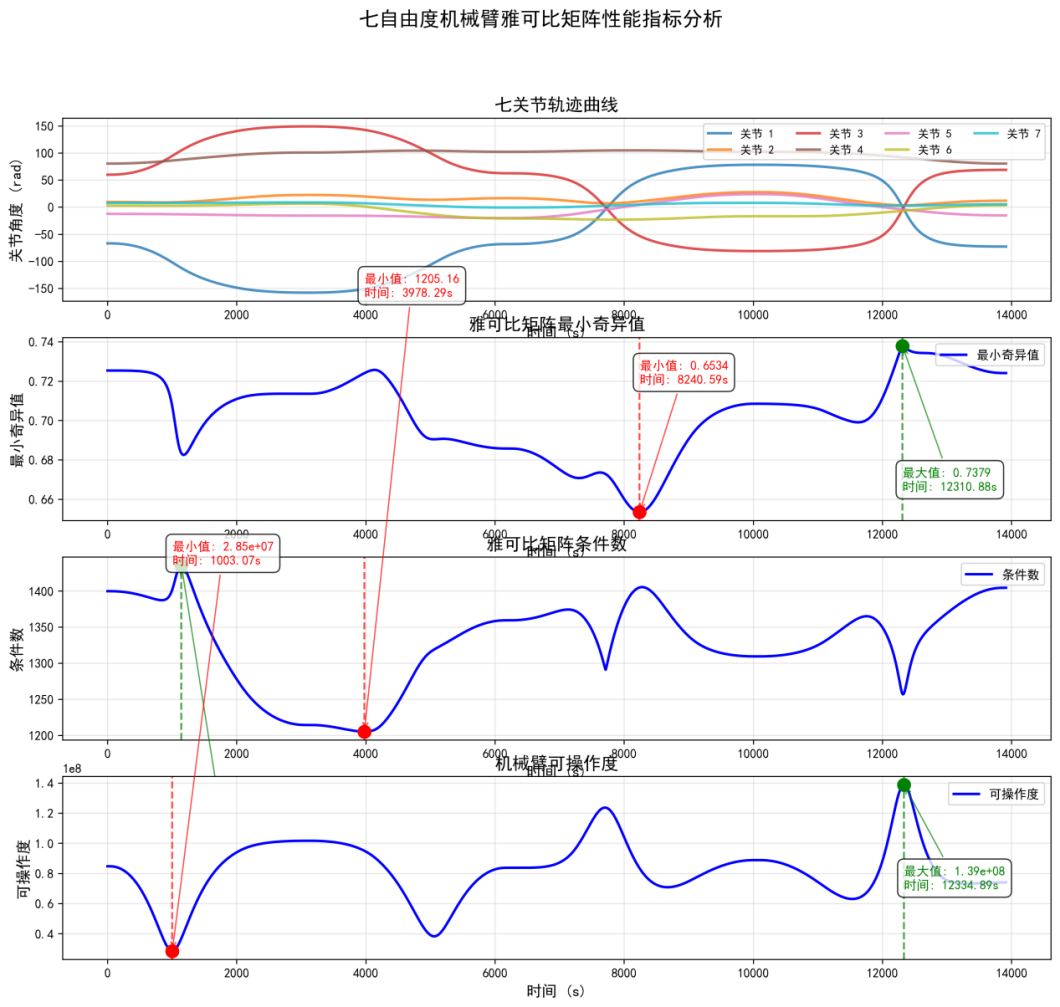 七自由度机械臂雅可比矩阵性能指标分析
七关节轨迹曲线
关节角度 (rad)
150
100
50
0
−50
−100
−150
关节 1
关节 2
关节 3
关节 4
关节 5
关节 6
关节 7
最小值: 1205.16
时间: 3978.29s
0
2000
4000
6000
8000
10000
12000
14000
时间 (s)
雅可比矩阵最小奇异值
最小奇异值
0.74
0.72
0.70
0.68
0.66
最小奇异值
最小值: 0.6534
时间: 8240.59s
最大值: 0.7379
时间: 12310.88s
0
2000
4000
6000
8000
10000
12000
14000
时间 (s)
雅可比矩阵条件数
条件数
1400
1350
1300
1250
1200
条件数
最小值: 2.85e+07
时间: 1003.07s
0
2000
4000
6000
8000
10000
12000
14000
时间 (s)
机械臂可操作度
1e8
可操作度
1.4
1.2
1.0
0.8
0.6
0.4
可操作度
最大值: 1.39e+08
时间: 12334.89s
0
2000
4000
6000
8000
10000
12000
14000
时间 (s)